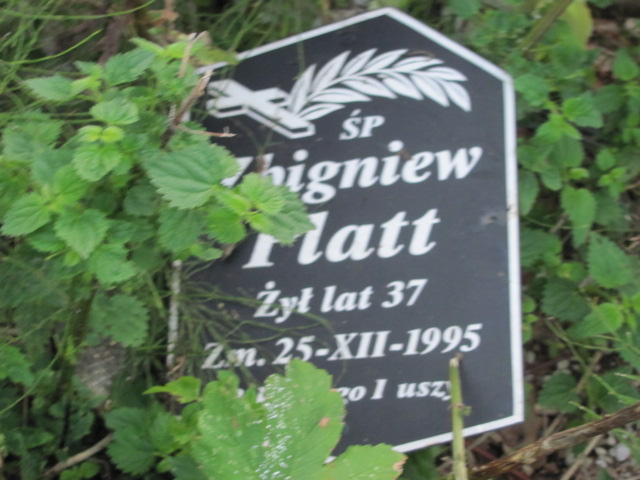 ŚP
Zbigniew
Flatt
Żył lat 37
Zm. 25-XII-1995